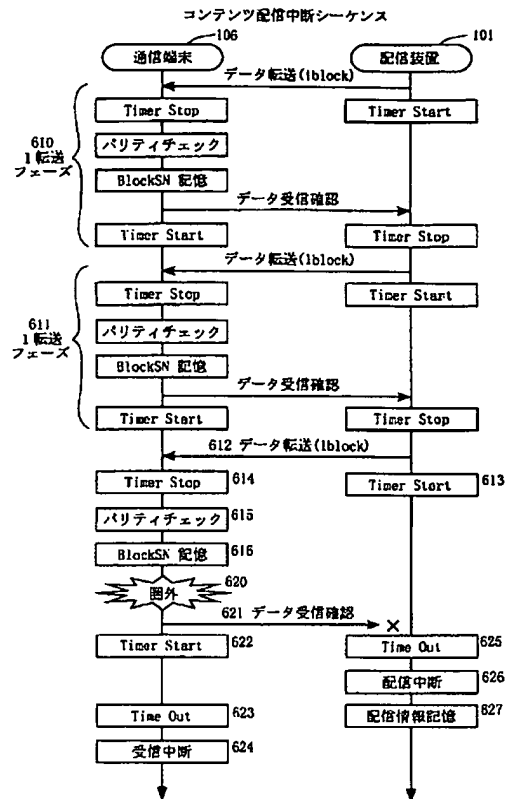 コンテンツ配信中断シーケンス
106
101
通信端末
配信装置
データ転送(1block)
Timer Stop
Timer Start
610
1転送
フェーズ
パリティチェック
BlockSN 記憶
データ受信確認
Timer Start
Timer Stop
データ転送(1block)
Timer Stop
Timer Start
611
1転送
フェーズ
パリティチェック
BlockSN 記憶
データ受信確認
Timer Start
Timer Stop
612 データ転送(1block)
Timer Stop 614
Timer Start 613
パリティチェック 615
BlockSN 記憶 616
圏外 620
621 データ受信確認
×
Timer Start 622
Time Out 625
配信中断 626
Time Out 623
配信情報記憶 627
受信中断 624